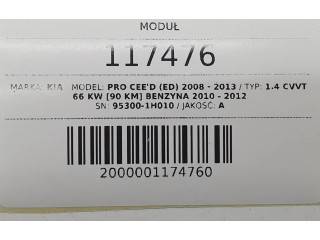 MODUŁ
117476
MARKA: KIA MODEL: PRO CEE'D (ED) 2008 - 2013 / TYP: 1.4 CVVT
66 KW [90 KM] BENZYNA 2010 - 2012
SN: 95300-1H010 / JAKOŚĆ: A
2000001174760